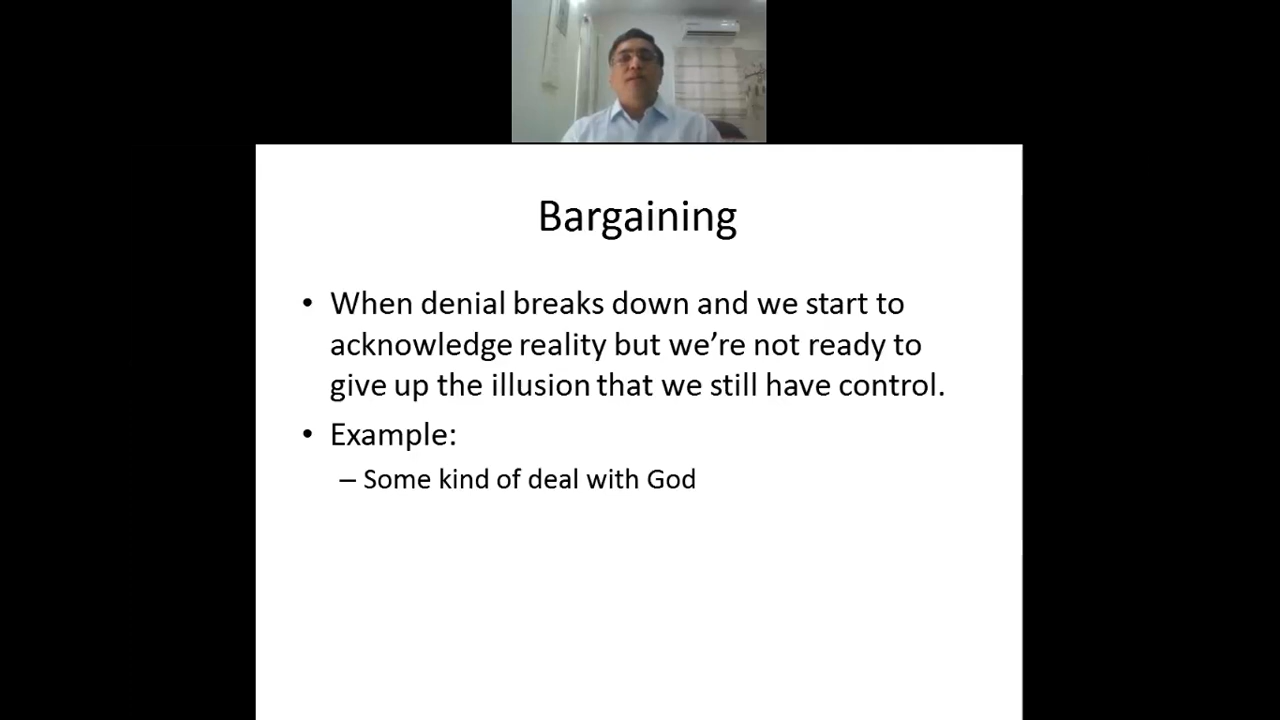 Bargaining
• When denial breaks down and we start to
acknowledge reality but we’re not ready to
give up the illusion that we still have control.
• Example:
– Some kind of deal with God